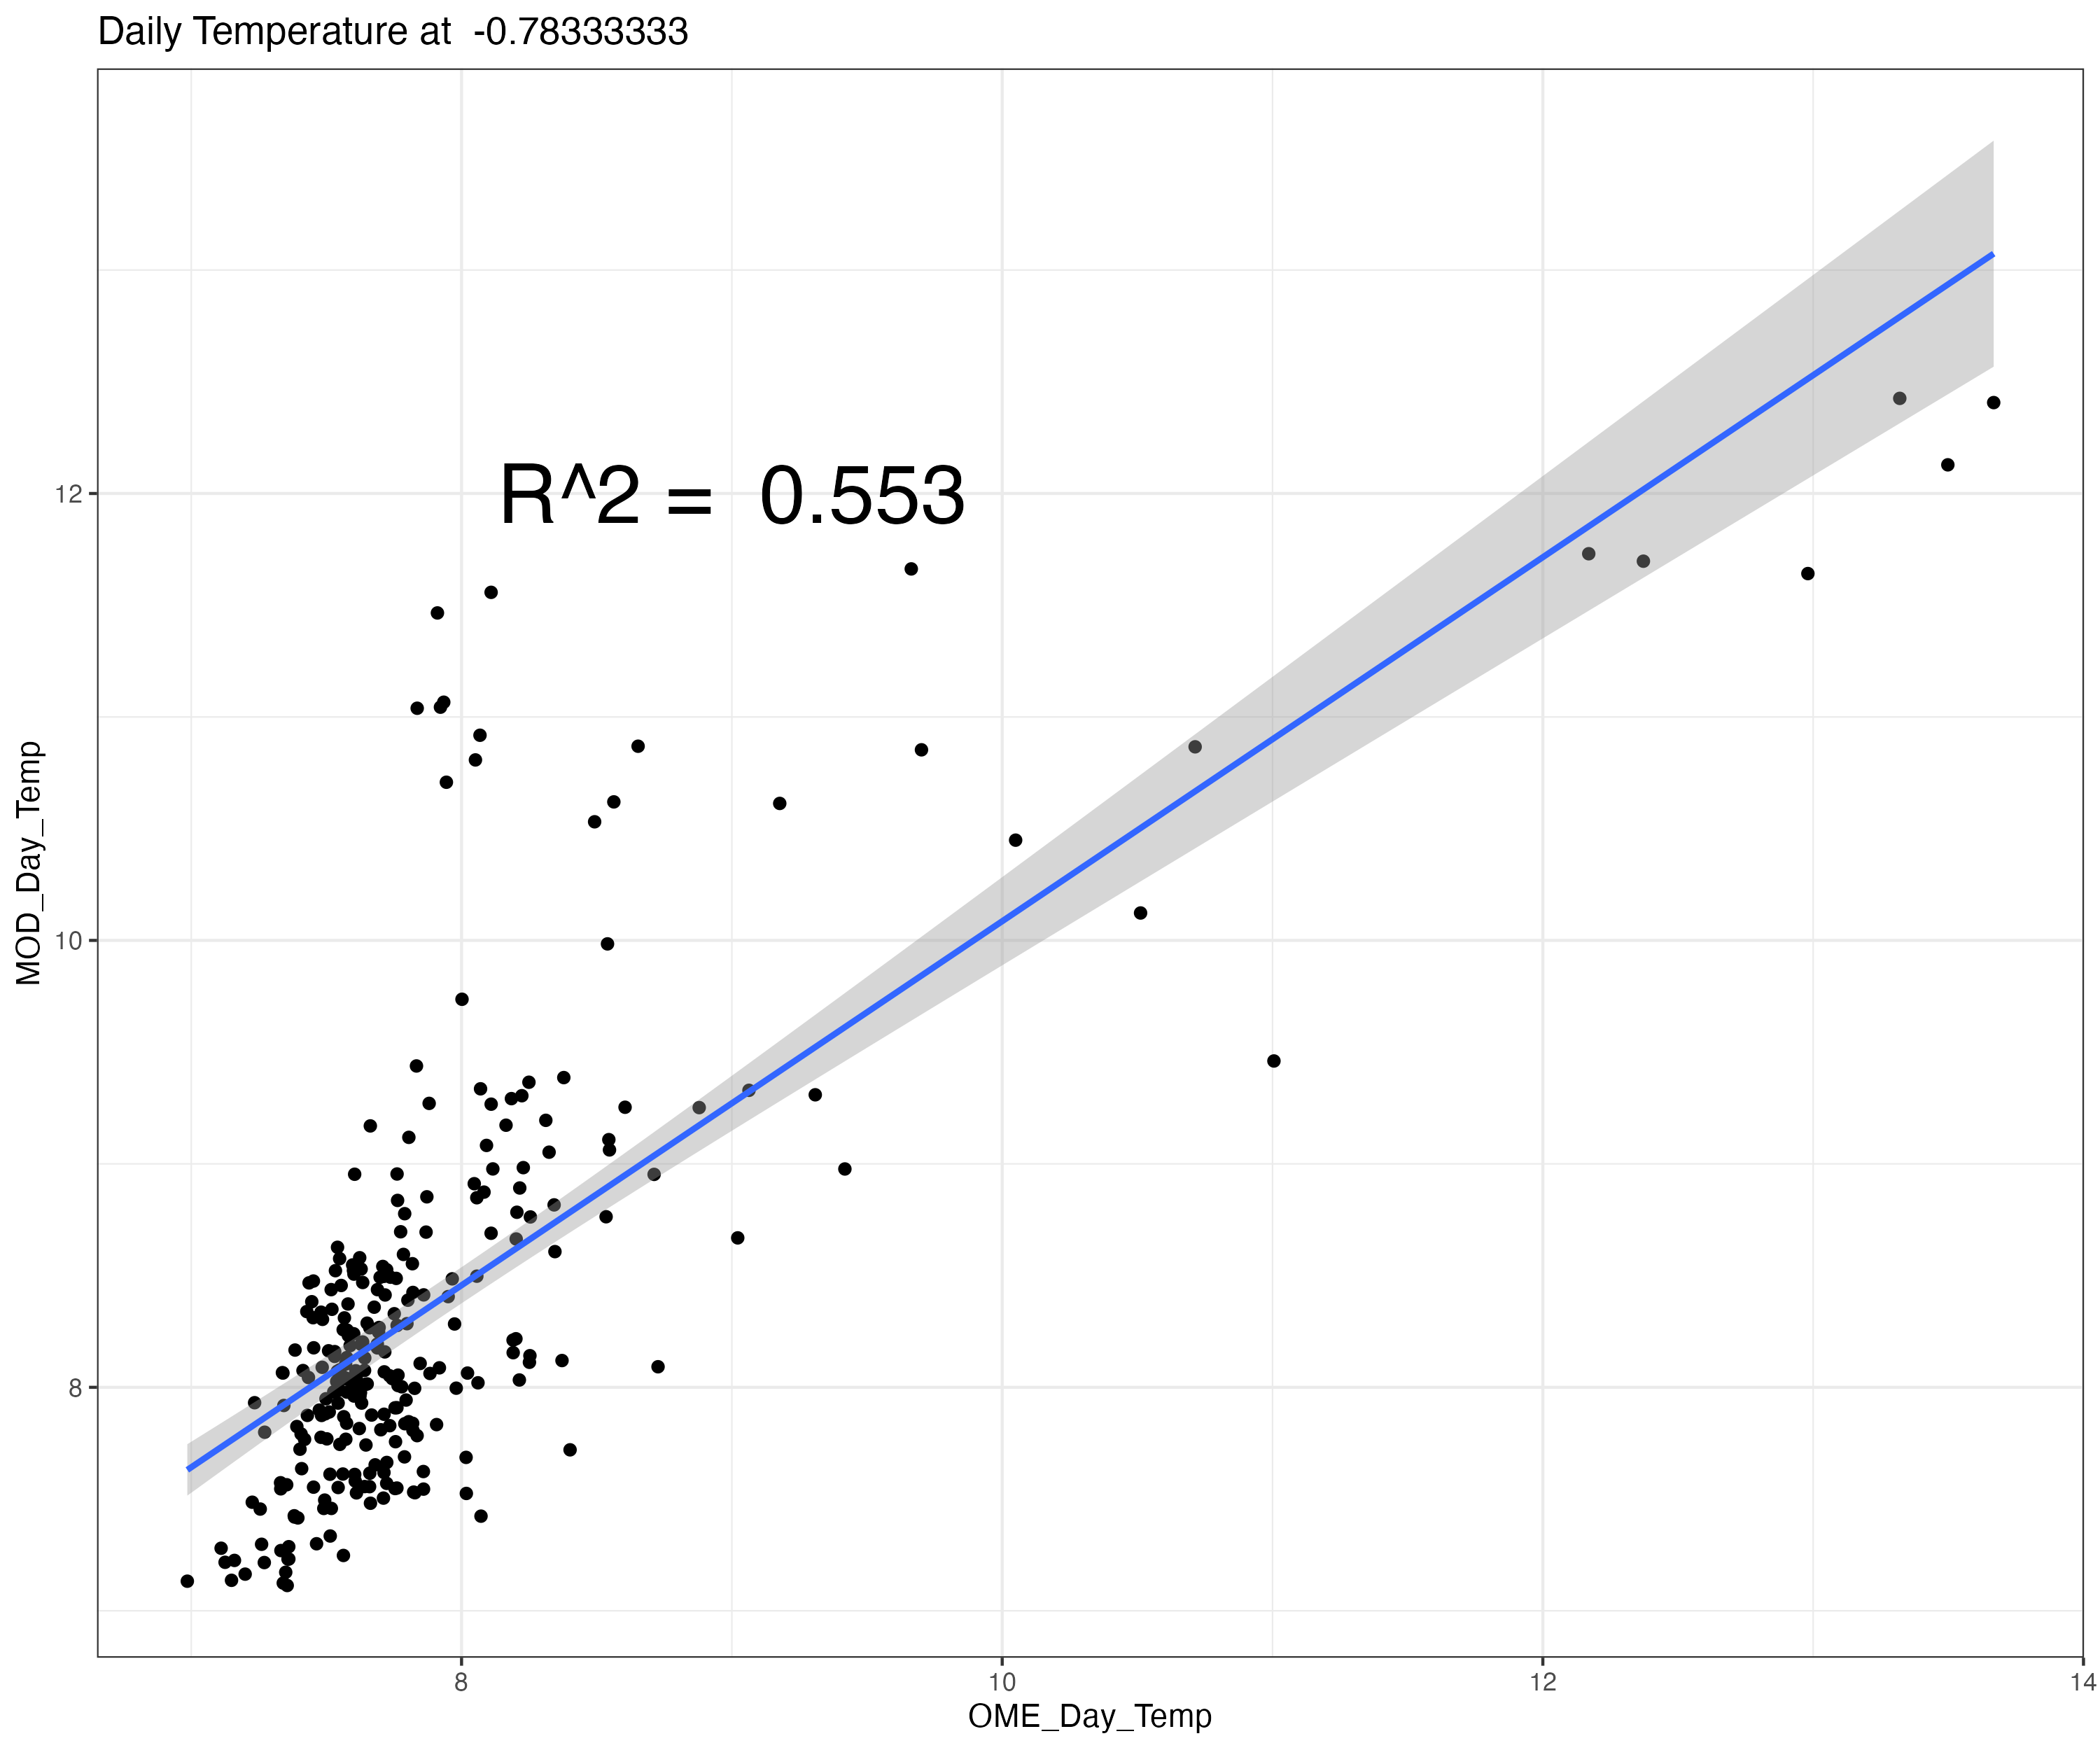 Daily Temperature at  -0.78333333
R^2 =  0.553
MOD_Day_Temp
12
10
8
8
10
12
14
OME_Day_Temp